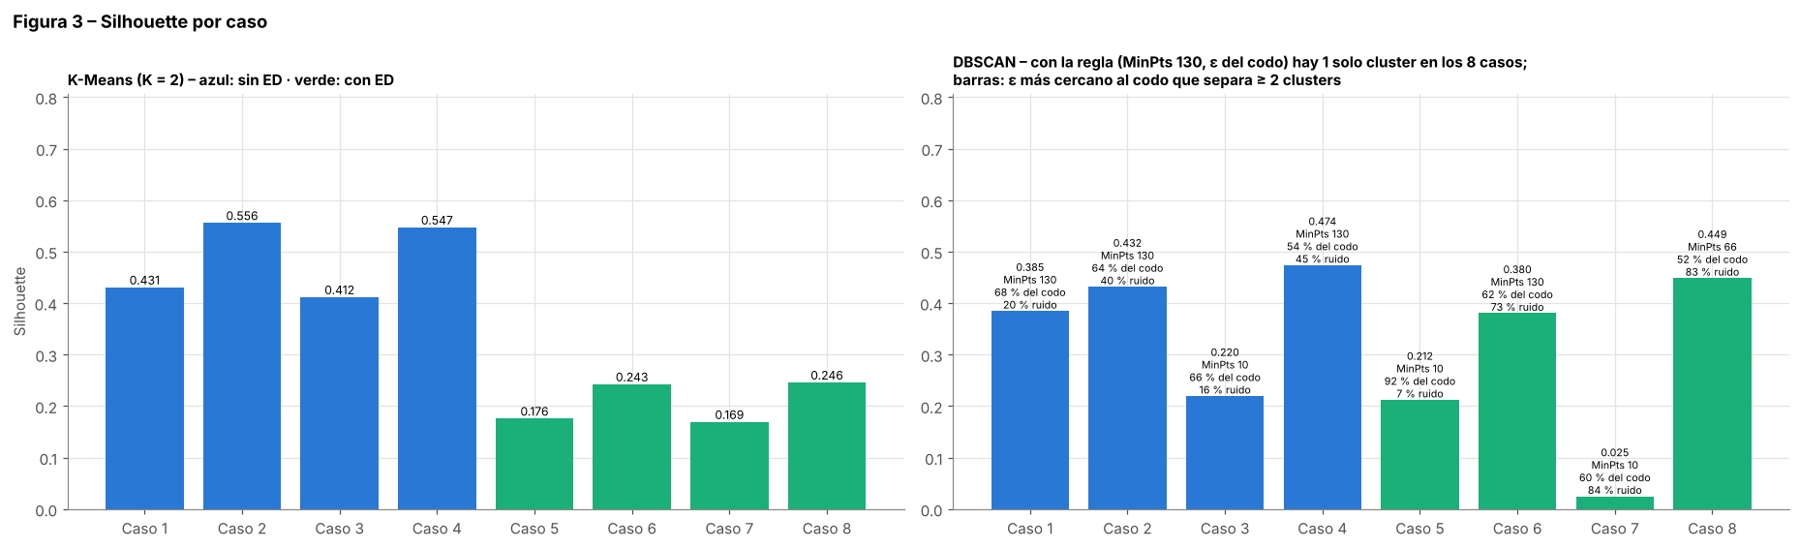 Figura 3 – Silhouette por caso
K-Means (K = 2) – azul: sin ED · verde: con ED
Silhouette
0.8
0.7
0.6
0.5
0.4
0.3
0.2
0.1
0.0
0.431
0.556
0.412
0.547
0.176
0.243
0.169
0.246
Caso 1
Caso 2
Caso 3
Caso 4
Caso 5
Caso 6
Caso 7
Caso 8
DBSCAN – con la regla (MinPts 130, ε del codo) hay 1 solo cluster en los 8 casos;
barras: ε más cercano al codo que separa ≥ 2 clusters
0.8
0.7
0.6
0.5
0.4
0.3
0.2
0.1
0.0
0.385
MinPts 130
68 % del codo
20 % ruido
0.432
MinPts 130
64 % del codo
40 % ruido
0.220
MinPts 10
66 % del codo
16 % ruido
0.474
MinPts 130
54 % del codo
45 % ruido
0.212
MinPts 10
92 % del codo
7 % ruido
0.380
MinPts 130
62 % del codo
73 % ruido
0.025
MinPts 10
60 % del codo
84 % ruido
0.449
MinPts 66
52 % del codo
83 % ruido
Caso 1
Caso 2
Caso 3
Caso 4
Caso 5
Caso 6
Caso 7
Caso 8